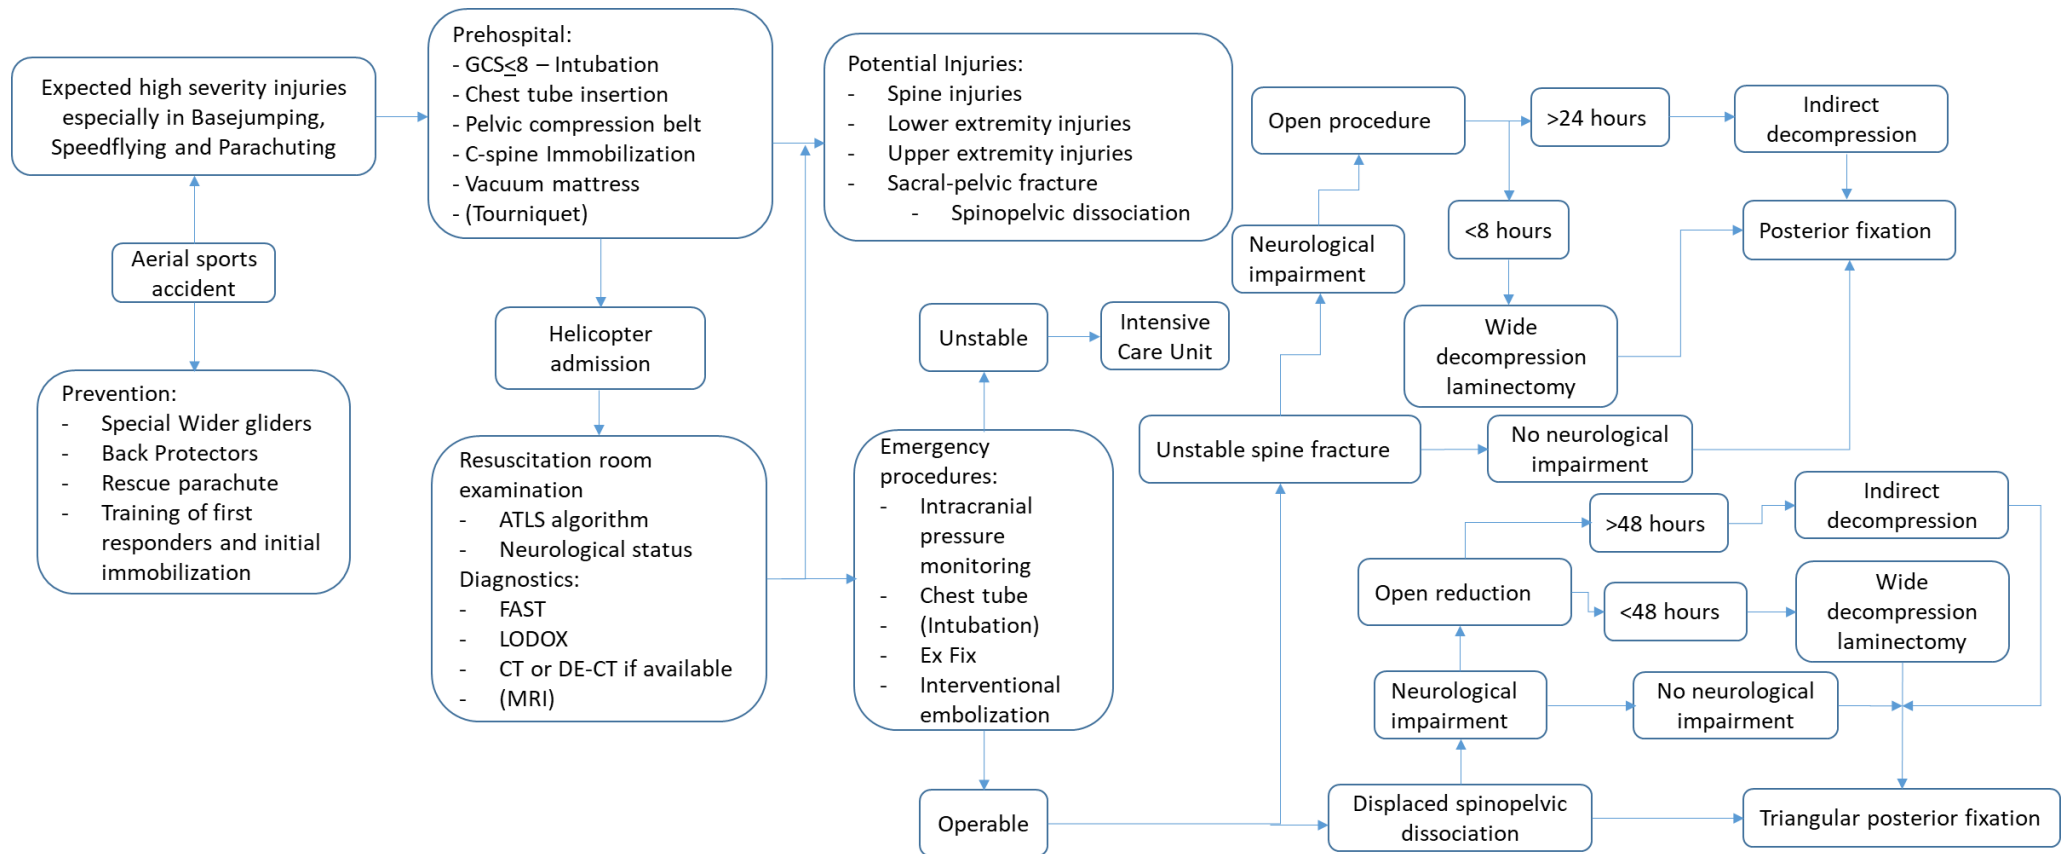 Expected high severity injuries
especially in Basejumping,
Speedflying and Parachuting
Aerial sports
accident
Prevention:
- Special Wider gliders
- Back Protectors
- Rescue parachute
- Training of first
responders and initial
immobilization
Prehospital:
- GCS≤8 – Intubation
- Chest tube insertion
- Pelvic compression belt
- C-spine Immobilization
- Vacuum mattress
- (Tourniquet)
Helicopter
admission
Resuscitation room
examination
- ATLS algorithm
- Neurological status
Diagnostics:
- FAST
- LODOX
- CT or DE-CT if available
- (MRI)
Potential Injuries:
- Spine injuries
- Lower extremity injuries
- Upper extremity injuries
- Sacral-pelvic fracture
- Spinopelvic dissociation
Unstable
Intensive
Care Unit
Emergency
procedures:
- Intracranial
pressure
monitoring
- Chest tube
- (Intubation)
- Ex Fix
- Interventional
embolization
Operable
Open procedure
>24 hours
Indirect
decompression
<8 hours
Posterior fixation
Neurological
impairment
Wide
decompression
laminectomy
Unstable spine fracture
No neurological
impairment
>48 hours
Indirect
decompression
Open reduction
<48 hours
Wide
decompression
laminectomy
Neurological
impairment
No neurological
impairment
Displaced spinopelvic
dissociation
Triangular posterior fixation